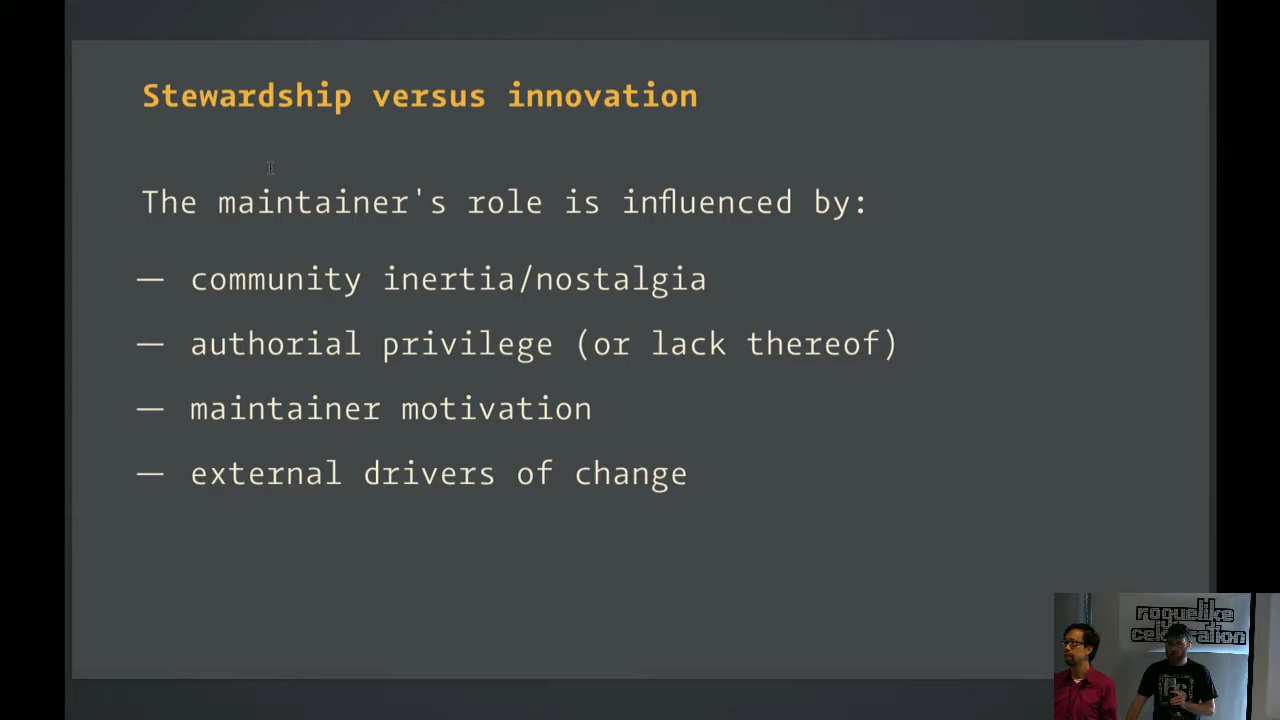 Stewardship versus innovation
The maintainer's role is influenced by:
— community inertia/nostalgia
— authorial privilege (or lack thereof)
— maintainer motivation
— external drivers of change
roguelike
celebration